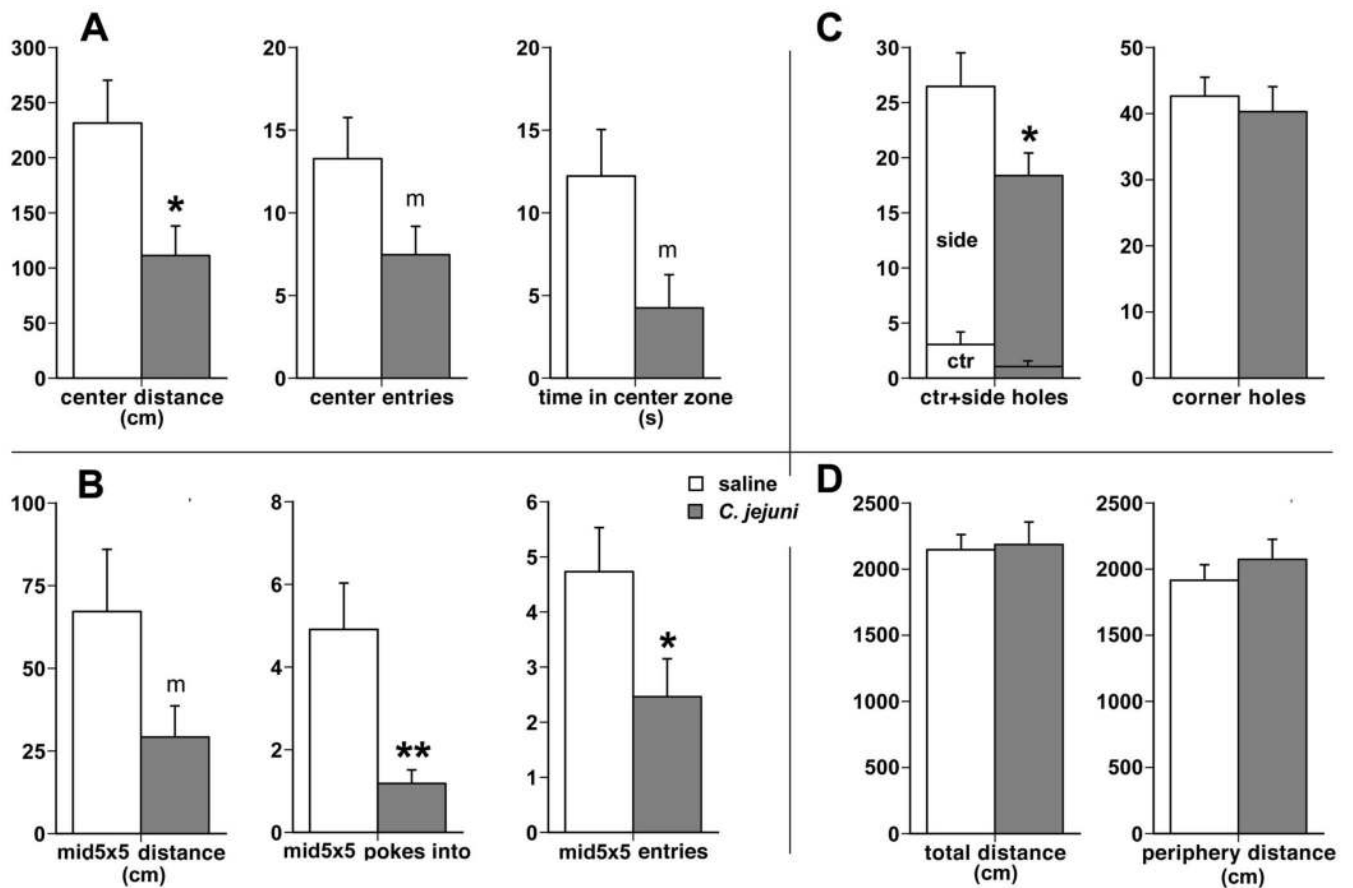 A
300
250
200
150
100
50
0
*
center distance
(cm)
20
15
10
5
0
m
center entries
20
15
10
5
0
m
time in center zone
(s)
C
30
25
20
15
10
5
0
side
ctr
*
ctr+side holes
50
40
30
20
10
0
corner holes
B
100
75
50
25
0
m
mid5x5 distance
(cm)
8
6
4
2
0
**
mid5x5 pokes into
6
5
4
3
2
1
0
*
mid5x5 entries
saline
C. jejuni
D
2500
2000
1500
1000
500
0
total distance
(cm)
2500
2000
1500
1000
500
0
periphery distance
(cm)